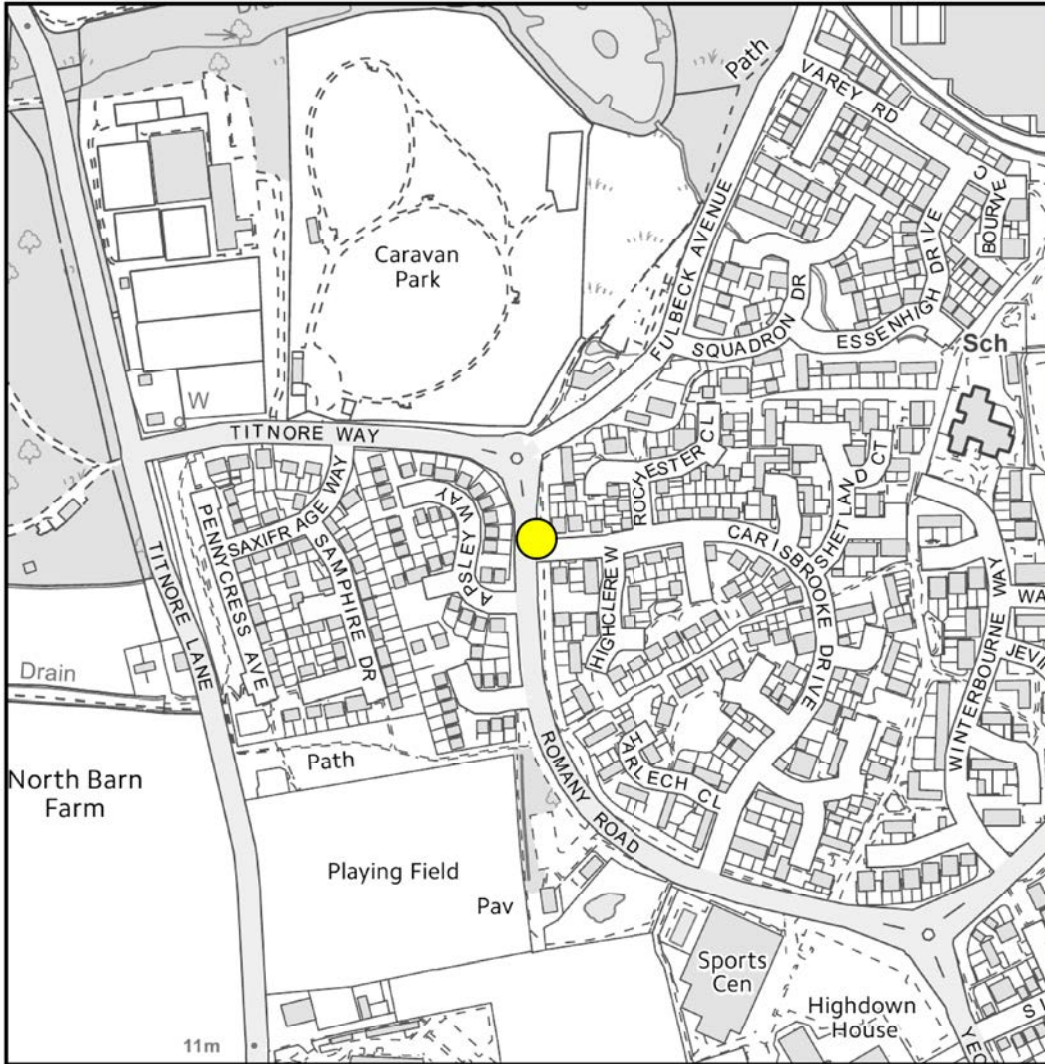 Path
VAREY RD
BOURNE C
FULBECK AVENUE
Caravan
Park
SQUADRON DR
ESSENHIGH DRIVE
Sch
W
TITNORE WAY
ROCHESTER CL
SHETLAND CT
APSLEY WAY
PENNYCRESS AVE
SAXIFRAGE WAY
SAMPHIRE DR
CARISBROOKE DRIVE
HIGHCLERE W
WINTERBOURNE WAY
WA
JEVI
TITNORE LANE
Drain
Path
North Barn
Farm
HARLECH CL
ROMANY ROAD
Playing Field
Pav
Sports
Cen
Highdown
House
11m